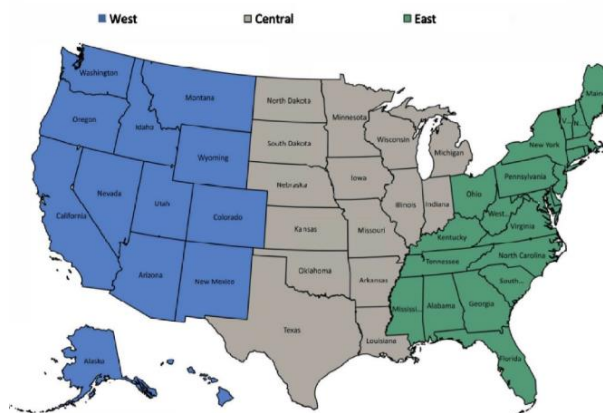 West Central East
Washington
Montana
North Dakota
Minnesota
Maine
Oregon
Idaho
Wisconsin
V...
N...
South Dakota
Michigan
New York
Wyoming
Iowa
Nebraska
Pennsylvania
Nevada
Utah
Illinois
Indiana
Ohio
Colorado
West...
California
Kansas
Missouri
Virginia
Kentucky
Arizona
New Mexico
Oklahoma
Arkansas
Tennessee
North Carolina
South...
Texas
Mississi...
Alabama
Georgia
Louisiana
Alaska
Florida